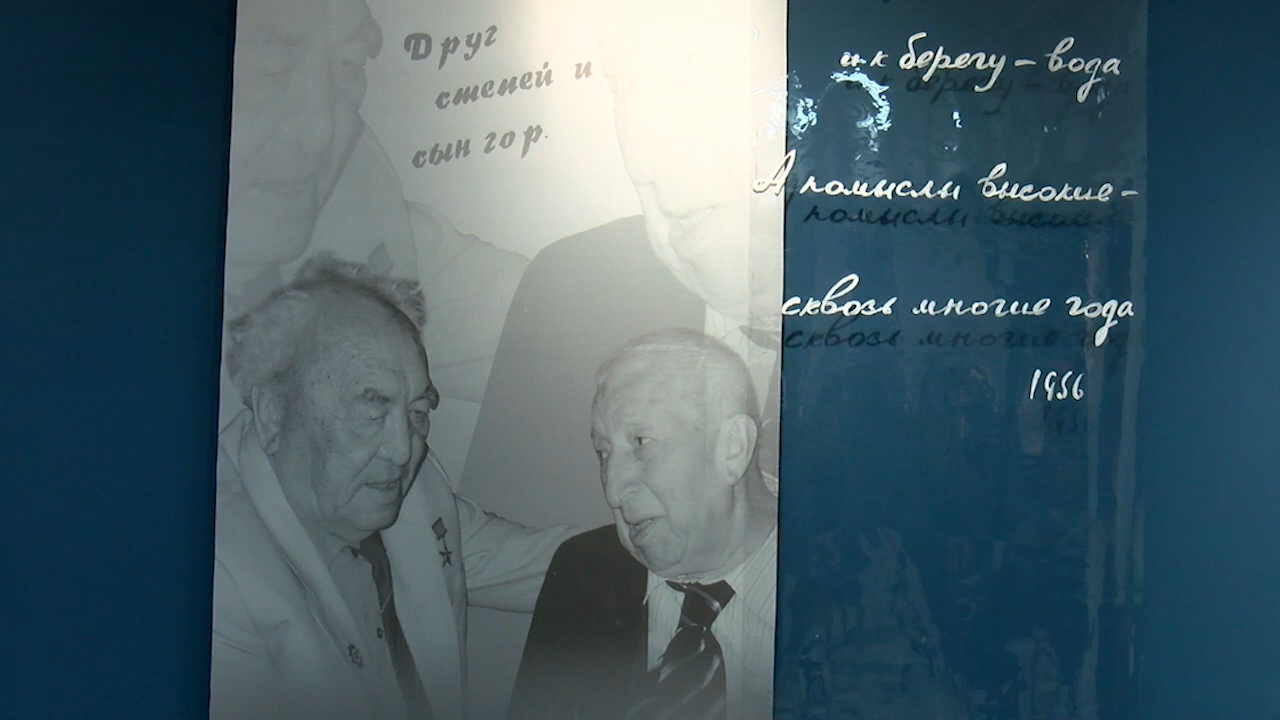 Друг
степей и
сын гор.
и к берегу – вода
А помыслы высокие –
сквозь многие года
1956